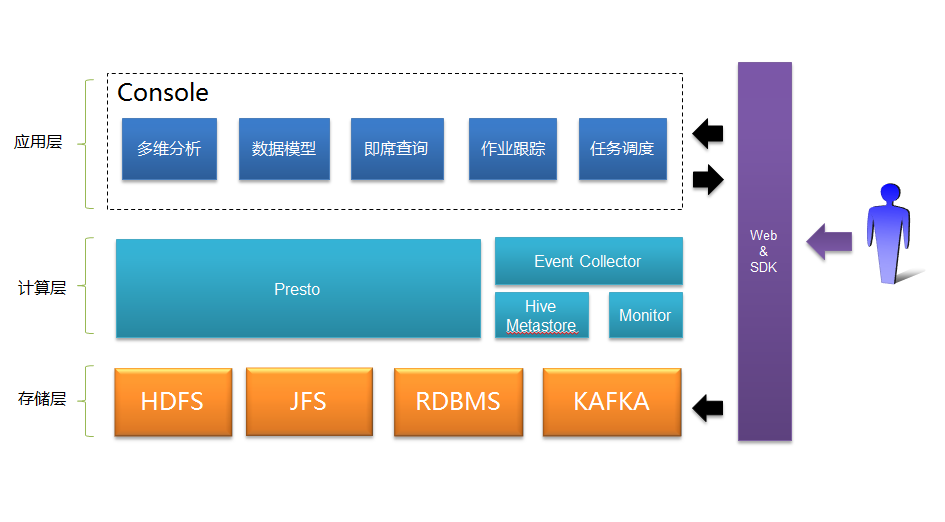 应用层
Console
多维分析
数据模型
即席查询
作业跟踪
任务调度
计算层
Presto
Event Collector
Hive
Metastore
Monitor
存储层
HDFS
JFS
RDBMS
KAFKA
Web
&
SDK